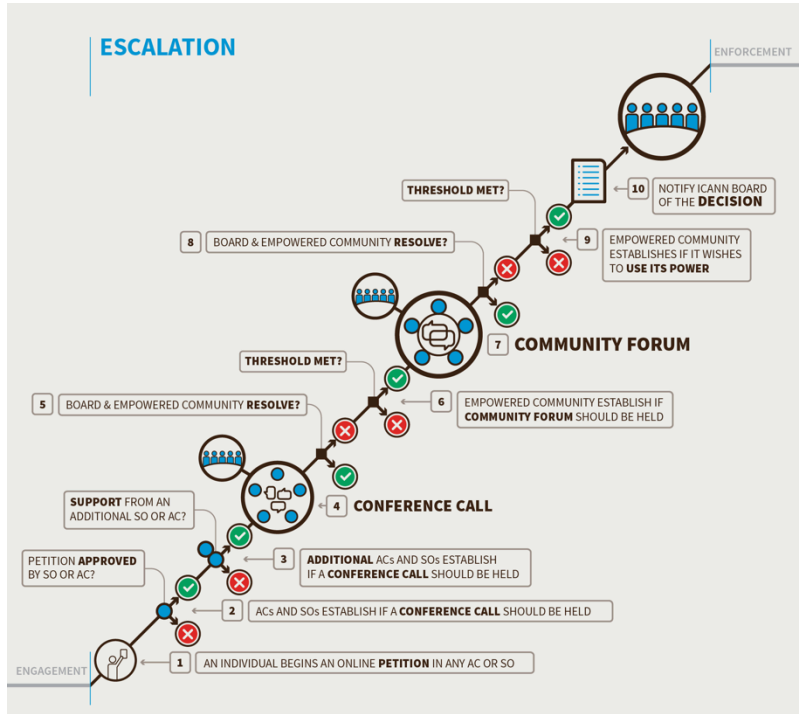 ESCALATION
ENFORCEMENT
THRESHOLD MET?
10 NOTIFY ICANN BOARD
OF THE DECISION
8 BOARD & EMPOWERED COMMUNITY RESOLVE?
9 EMPOWERED COMMUNITY
ESTABLISHES IF IT WISHES
TO USE ITS POWER
7 COMMUNITY FORUM
THRESHOLD MET?
5 BOARD & EMPOWERED COMMUNITY RESOLVE?
6 EMPOWERED COMMUNITY ESTABLISH IF
COMMUNITY FORUM SHOULD BE HELD
4 CONFERENCE CALL
SUPPORT FROM AN
ADDITIONAL SO OR AC?
3 ADDITIONAL ACs AND SOs ESTABLISH
IF A CONFERENCE CALL SHOULD BE HELD
PETITION APPROVED
BY SO OR AC?
2 ACs AND SOs ESTABLISH IF A CONFERENCE CALL SHOULD BE HELD
1 AN INDIVIDUAL BEGINS AN ONLINE PETITION IN ANY AC OR SO
ENGAGEMENT